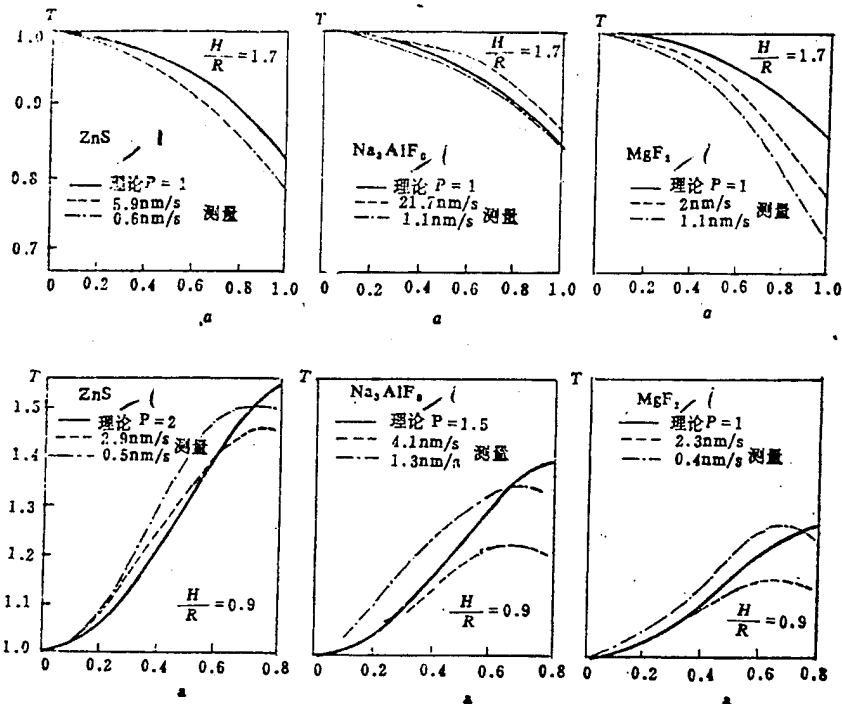 T
1.0
0.9
0.8
0.7
H/R = 1.7
ZnS
理论P = 1
5.9nm/s
0.6nm/s
测量
0 0.2 0.4 0.6 0.8 1.0
a
T
H/R = 1.7
Na₃AlF₆
理论 P = 1
21.7nm/s
1.1nm/s
测量
0 0.2 0.4 0.6 0.8 1.0
a
T
H/R = 1.7
MgF₂
理论 P = 1
2nm/s
1.1nm/s
测量
0 0.2 0.4 0.6 0.8 1.0
a
T
1.5
1.4
1.2
1.1
1.0
ZnS
理论 P = 2
2.9nm/s
0.5nm/s
测量
H/R = 0.9
0 0.2 0.4 0.6 0.8
a
T
Na₃AlF₆
理论 P = 1.5
4.1nm/s
1.3nm/s
测量
H/R = 0.9
0 0.2 0.4 0.6 0.8
a
T
MgF₂
理论 P = 1
2.3nm/s
0.4nm/s
测量
H/R = 0.9
0 0.2 0.4 0.6 0.8
a